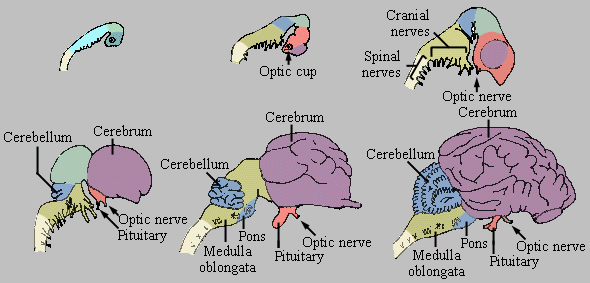 Optic cup
Cranial
nerves
Spinal
nerves
Optic nerve
Cerebellum
Cerebrum
Optic nerve
Pituitary
Cerebrum
Cerebellum
Pons
Medulla
oblongata
Optic nerve
Pituitary
Cerebrum
Cerebellum
Pons
Medulla
oblongata
Optic nerve
Pituitary